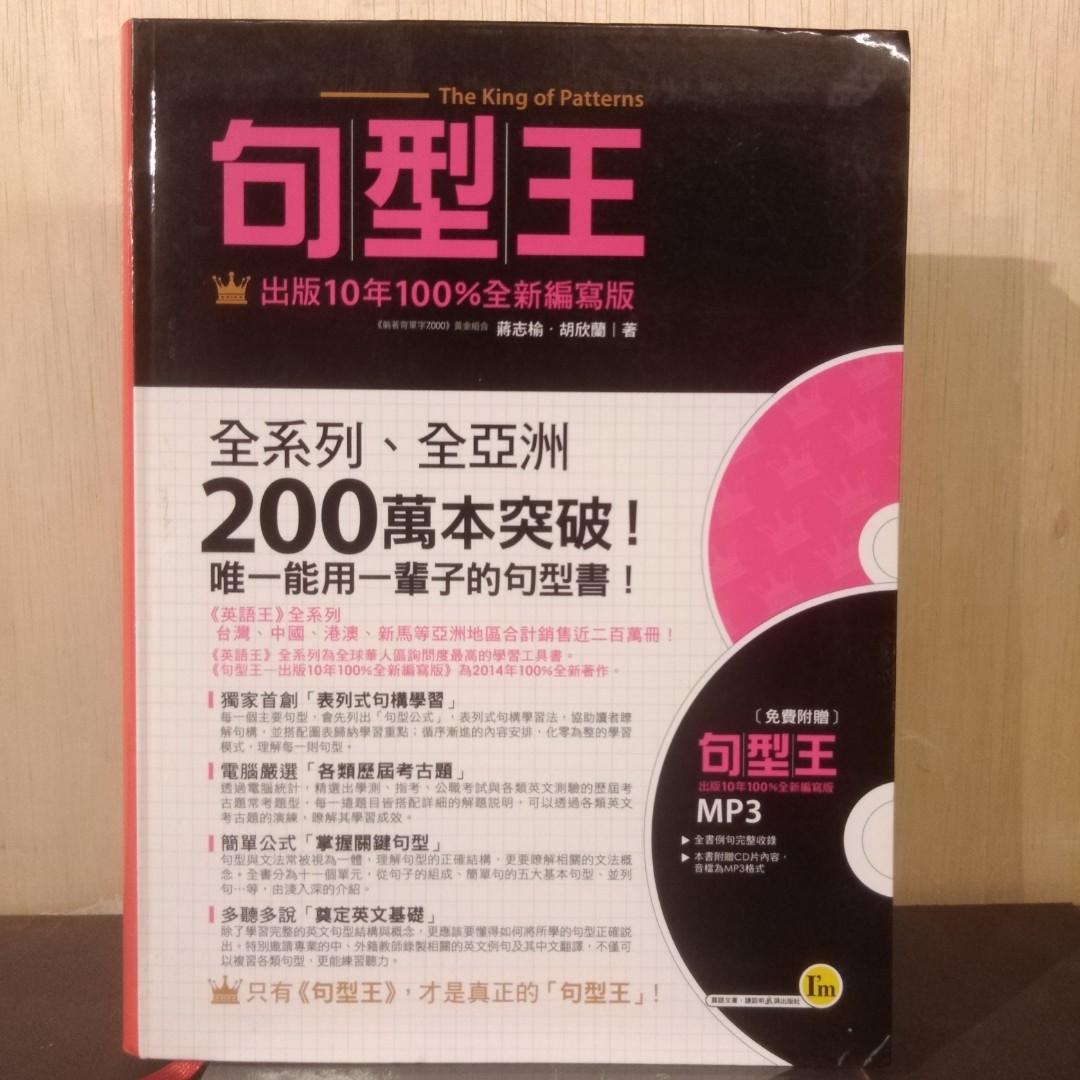 The King of Patterns
句型王
出版10年100%全新編寫版
《躺著背單字7,000》黃金組合 蔣志榆·胡欣蘭|著
全系列、全亞洲
200萬本突破!
唯一能用一輩子的句型書!
《英語王》全系列
台灣、中國、港澳、新馬等亞洲地區合計銷售近二百萬冊!
《英語王》全系列為全球華人區詢問度最高的學習工具書。
《句型王—出版10年100%全新編寫版》為2014年100%全新著作。
獨家首創「表列式句構學習」
每一個主要句型,會先列出「句型公式」,表列式句構學習法,協助讀者瞭
解句構,並搭配圖表歸納學習重點;循序漸進的內容安排,化零為整的學習
模式,理解每一則句型。
電腦嚴選「各類歷屆考古題」
透過電腦統計,精選出學測、指考、公職考試與各類英文測驗的歷屆考
古題常考題型,每一道題目皆搭配詳細的解題說明,可以透過各類英文
考古題的演練,瞭解其學習成效。
簡單公式「掌握關鍵句型」
句型與文法常被視為一體,理解句型的正確結構,更要瞭解相關的文法概
念。全書分為十一個單元,從句子的組成、簡單句的五大基本句型、並列
句…等,由淺入深的介紹。
多聽多說「奠定英文基礎」
除了學習完整的英文句型結構與概念,更應該要懂得如何將所學的句型正確說
出。特別邀請專業的中、外籍教師錄製相關的英文例句及其中文翻譯,不僅可
以複習各類句型,更能練習聽力。
只有《句型王》,才是真正的「句型王」!
〔免費附贈〕
句型王
出版10年100%全新編寫版
MP3
▶ 全書例句完整收錄
▶ 本書附贈CD片內容,
音檔為MP3格式
I'm